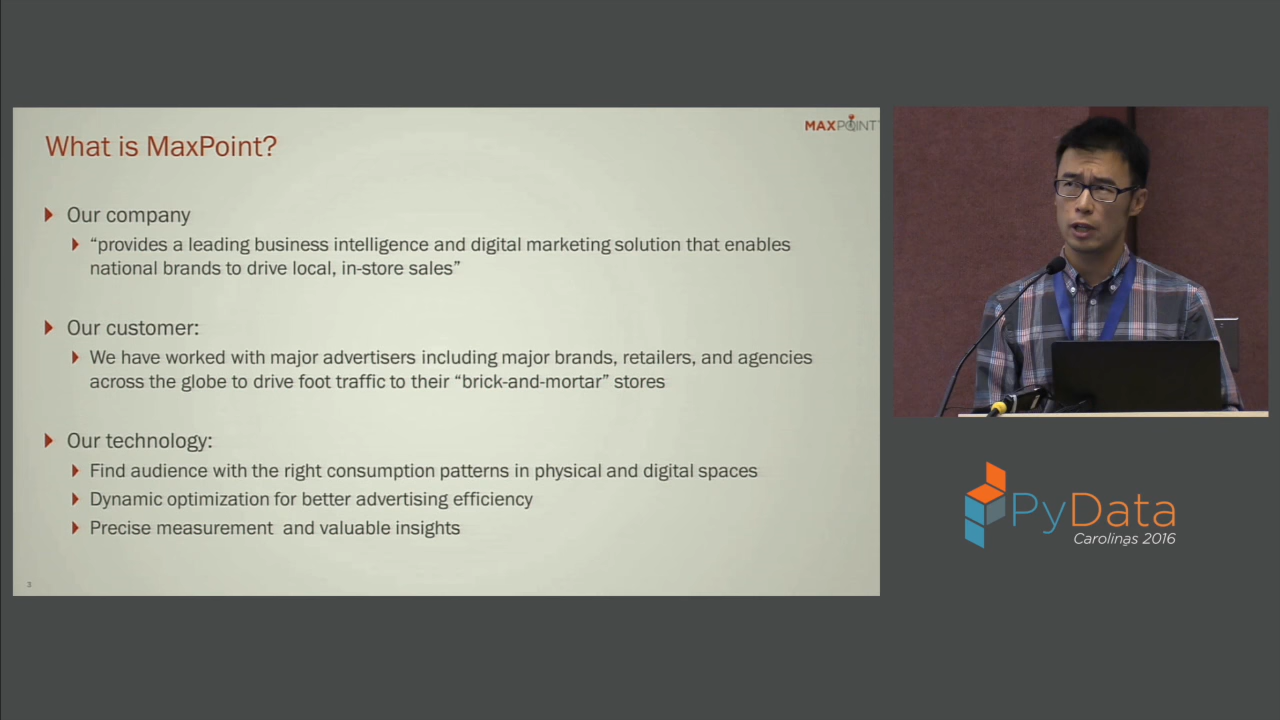 MAXPOINT
What is MaxPoint?
Our company
“provides a leading business intelligence and digital marketing solution that enables
national brands to drive local, in-store sales”
Our customer:
We have worked with major advertisers including major brands, retailers, and agencies
across the globe to drive foot traffic to their “brick-and-mortar” stores
Our technology:
Find audience with the right consumption patterns in physical and digital spaces
Dynamic optimization for better advertising efficiency
Precise measurement  and valuable insights
3
PyData
Carolinas 2016